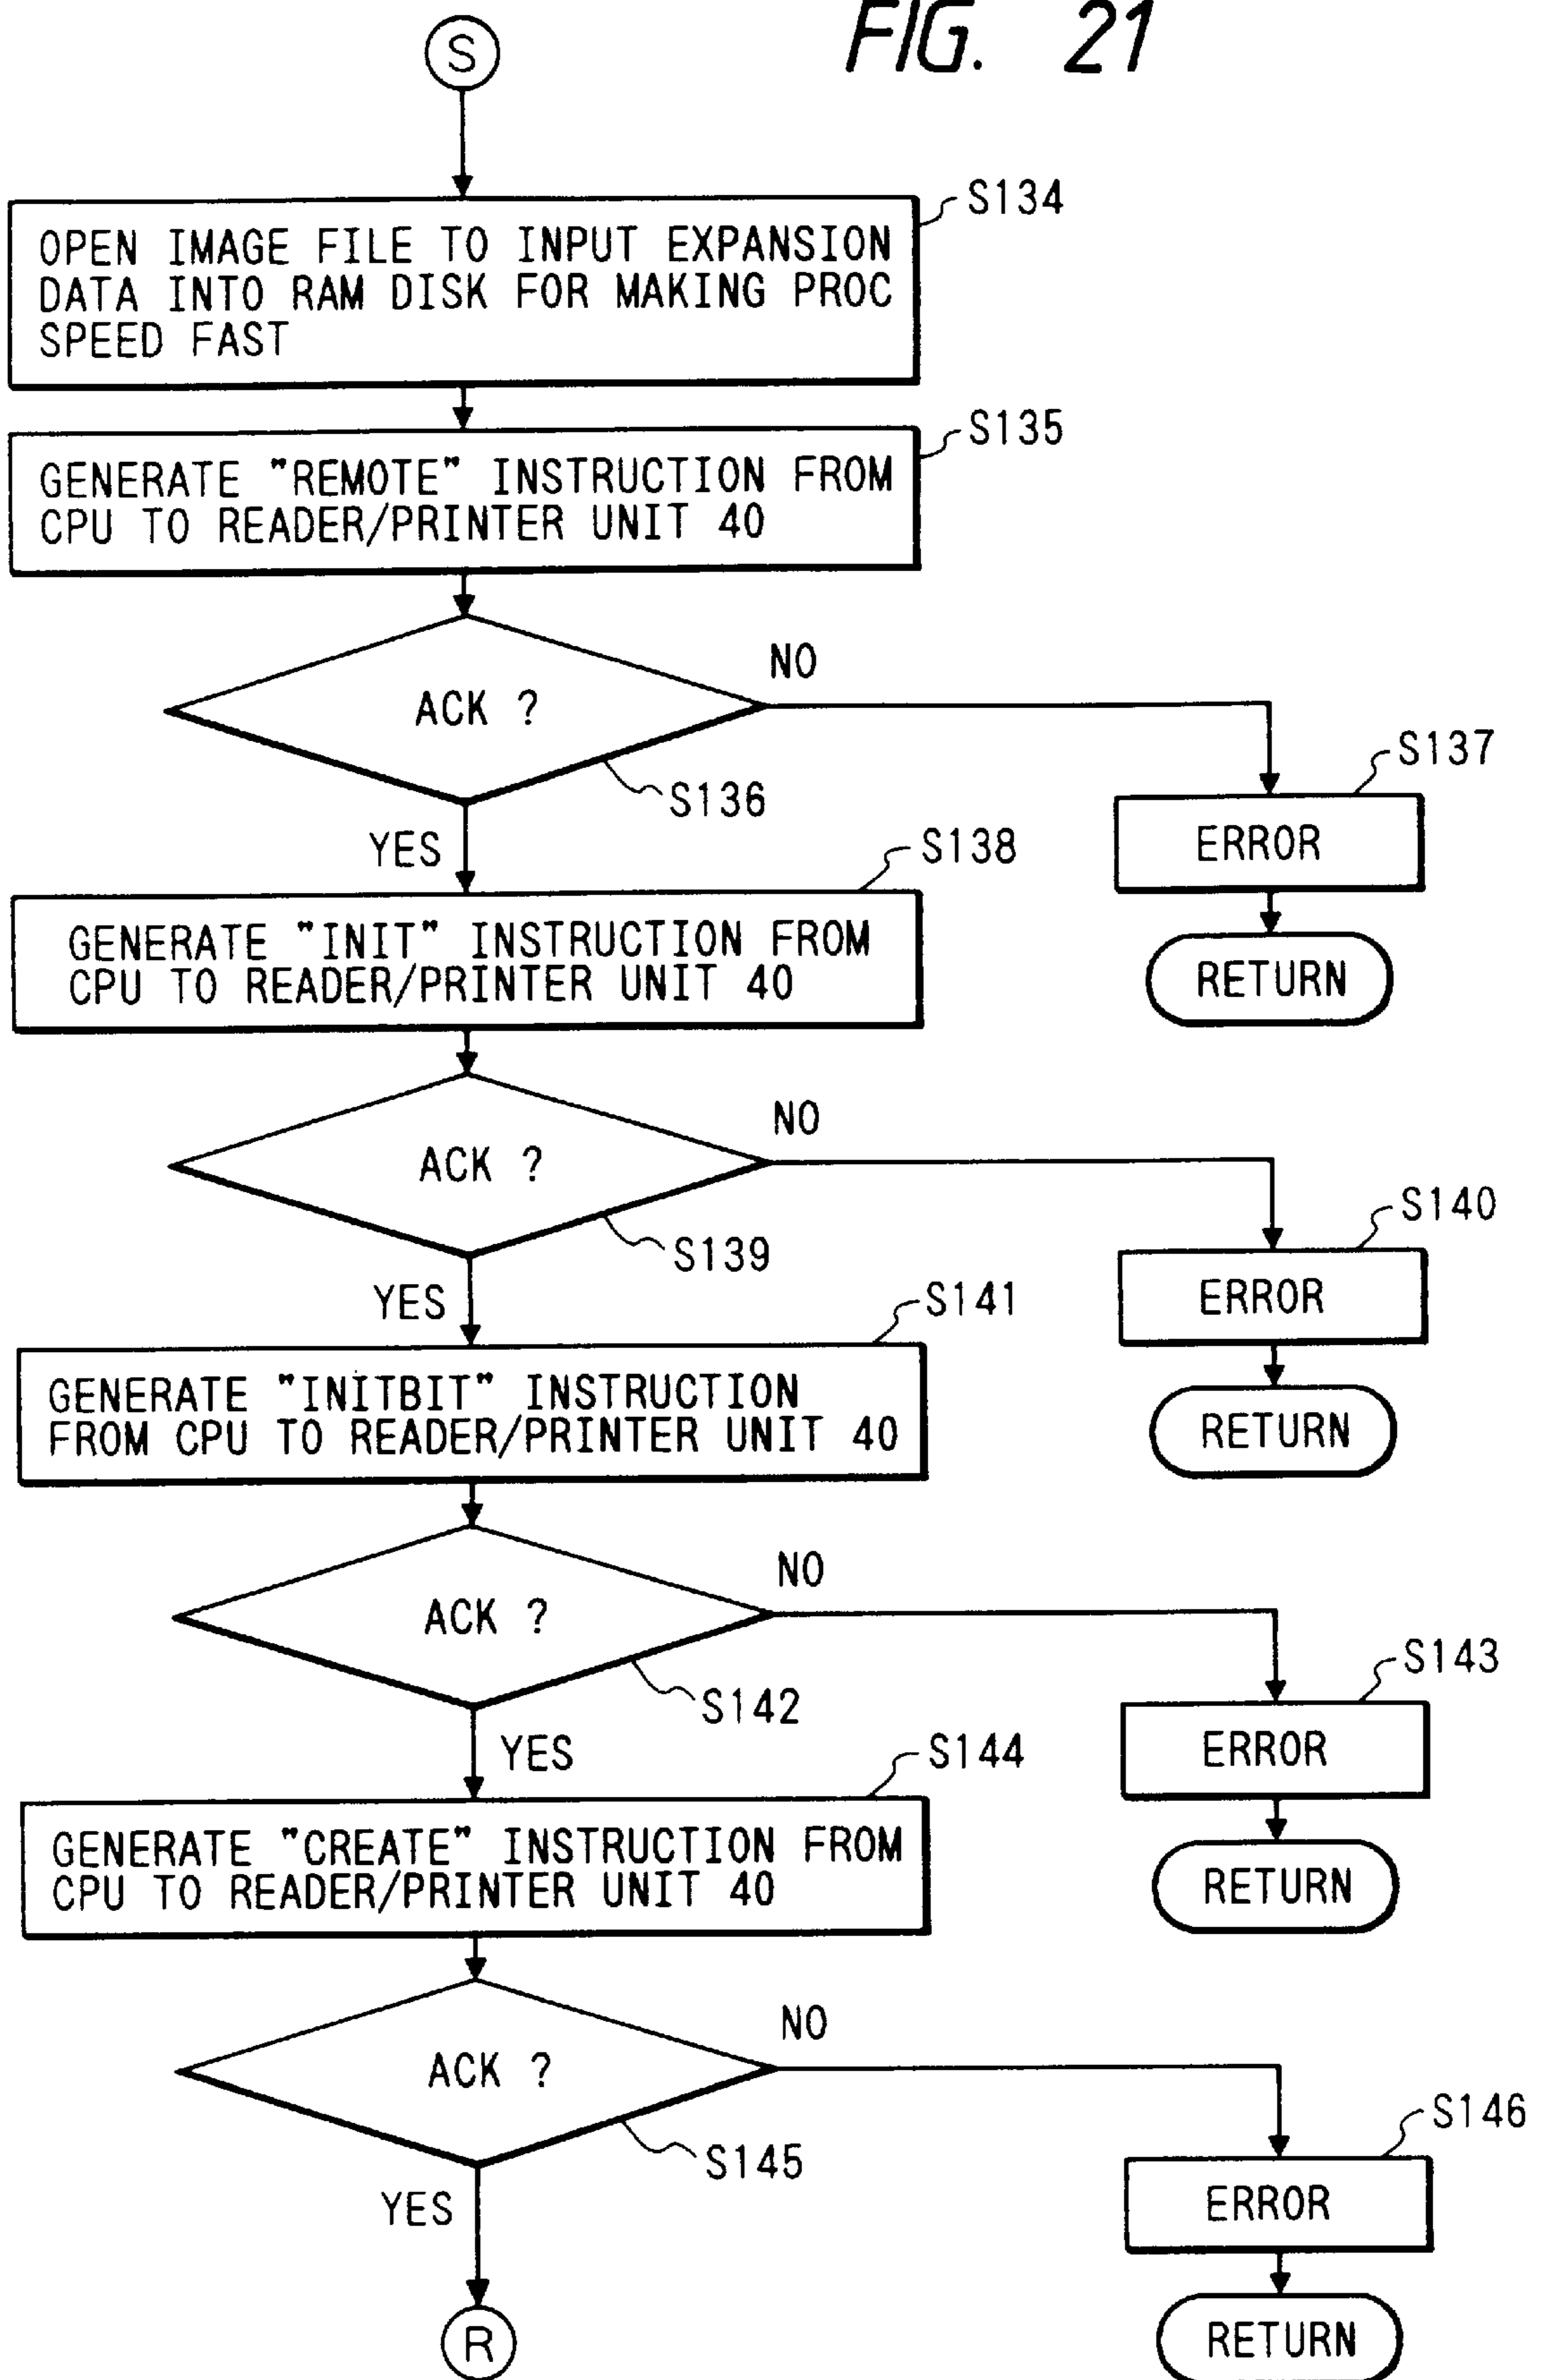 FIG. 21
S
S134
OPEN IMAGE FILE TO INPUT EXPANSION
DATA INTO RAM DISK FOR MAKING PROC
SPEED FAST
S135
GENERATE "REMOTE" INSTRUCTION FROM
CPU TO READER/PRINTER UNIT 40
ACK ?
NO
S136
S137
ERROR
RETURN
YES
S138
GENERATE "INIT" INSTRUCTION FROM
CPU TO READER/PRINTER UNIT 40
ACK ?
NO
S139
S140
ERROR
RETURN
YES
S141
GENERATE "INITBIT" INSTRUCTION
FROM CPU TO READER/PRINTER UNIT 40
ACK ?
NO
S142
S143
ERROR
RETURN
YES
S144
GENERATE "CREATE" INSTRUCTION FROM
CPU TO READER/PRINTER UNIT 40
ACK ?
NO
S145
S146
ERROR
RETURN
YES
R